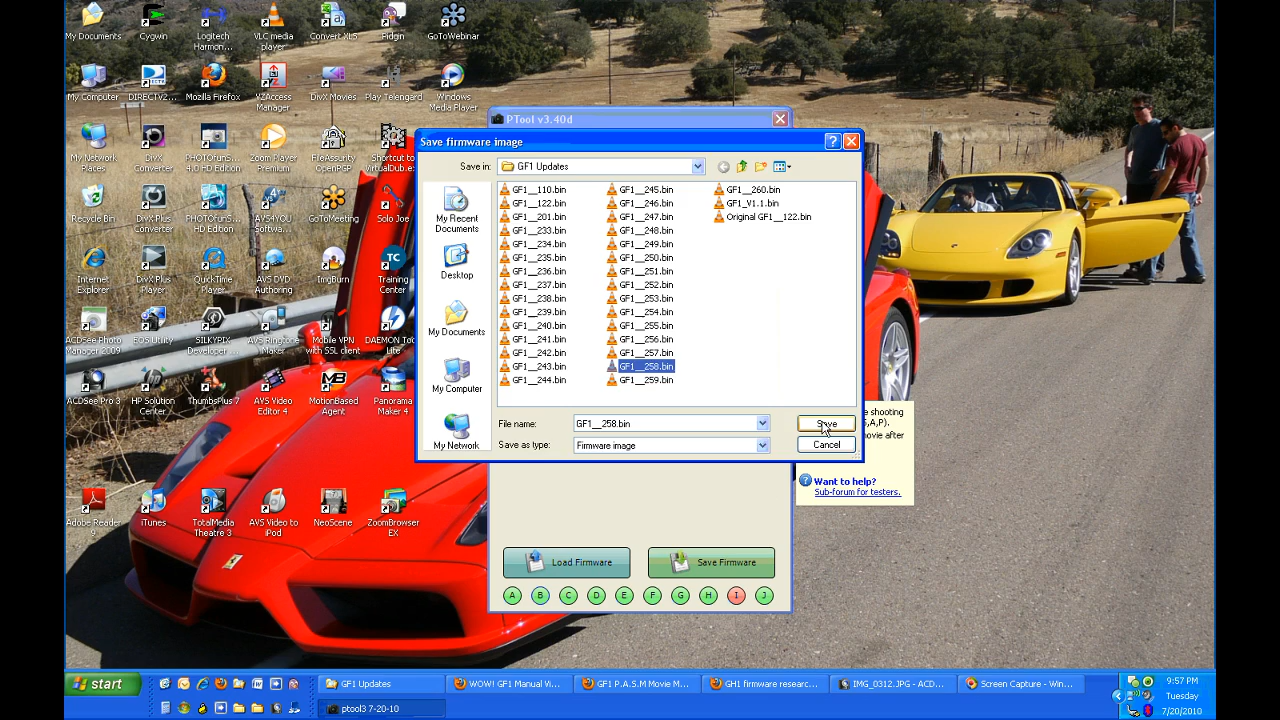 My Documents
Cygwin
Logitech
Harmon...
VLC media
player
Convert XLS
Pidgin
GoToWebinar
My Computer
DIRECTV2...
Mozilla Firefox
VZAccess
Manager
DivX Movies
Play Telengard
Windows
Media Player
My Network
Places
DivX
Converter
PHOTOfunS...
4.0 HD Edition
Zoom Player
Premium
FileAssurity
OpenPGP
Shortcut to
VirtualDub.ex
Recycle Bin
DivX Plus
Converter
PHOTOfunS...
HD Edition
AVS4YOU
Softwa...
GoToMeeting
Solo Joe
Internet
Explorer
DivX Plus
Player
QuickTime
Player
AVS DVD
Authoring
ImgBurn
TC
Training
Center
ACDSee Photo
Manager 2009
EOS Utility
SILKYPIX
Developer ...
AVS Ringtone
Maker
Mobile VPN
with SSL client
DAEMON Tools
Lite
ACDSee Pro 3
HP Solution
Center
ThumbsPlus 7
AVS Video
Editor 4
MotionBased
Agent
Panorama
Maker 4
Adobe Reader
9
iTunes
TotalMedia
Theatre 3
AVS Video to
iPod
NeoScene
ZoomBrowser
EX
PTool v3.40d
Save firmware image
Save in:
GF1 Updates
My Recent
Documents
Desktop
My Documents
My Computer
My Network
GF1__110.bin
GF1__122.bin
GF1__201.bin
GF1__233.bin
GF1__234.bin
GF1__235.bin
GF1__236.bin
GF1__237.bin
GF1__238.bin
GF1__239.bin
GF1__240.bin
GF1__241.bin
GF1__242.bin
GF1__243.bin
GF1__244.bin
GF1__245.bin
GF1__246.bin
GF1__247.bin
GF1__248.bin
GF1__249.bin
GF1__250.bin
GF1__251.bin
GF1__252.bin
GF1__253.bin
GF1__254.bin
GF1__255.bin
GF1__256.bin
GF1__257.bin
GF1__258.bin
GF1__259.bin
GF1__260.bin
GF1_V1.1.bin
Original GF1__122.bin
File name:
GF1__258.bin
Save
Save as type:
Firmware image
Cancel
e shooting
,A,P).
ovie after
Want to help?
Sub-forum for testers.
Load Firmware
Save Firmware
A B C D E F G H I J
start
GF1 Updates
WOW! GF1 Manual Vi...
GF1 P.A.S.M Movie M...
GH1 firmware researc...
IMG_0312.JPG - ACD...
Screen Capture - Win...
ptool3 7-20-10
9:57 PM
Tuesday
7/20/2010